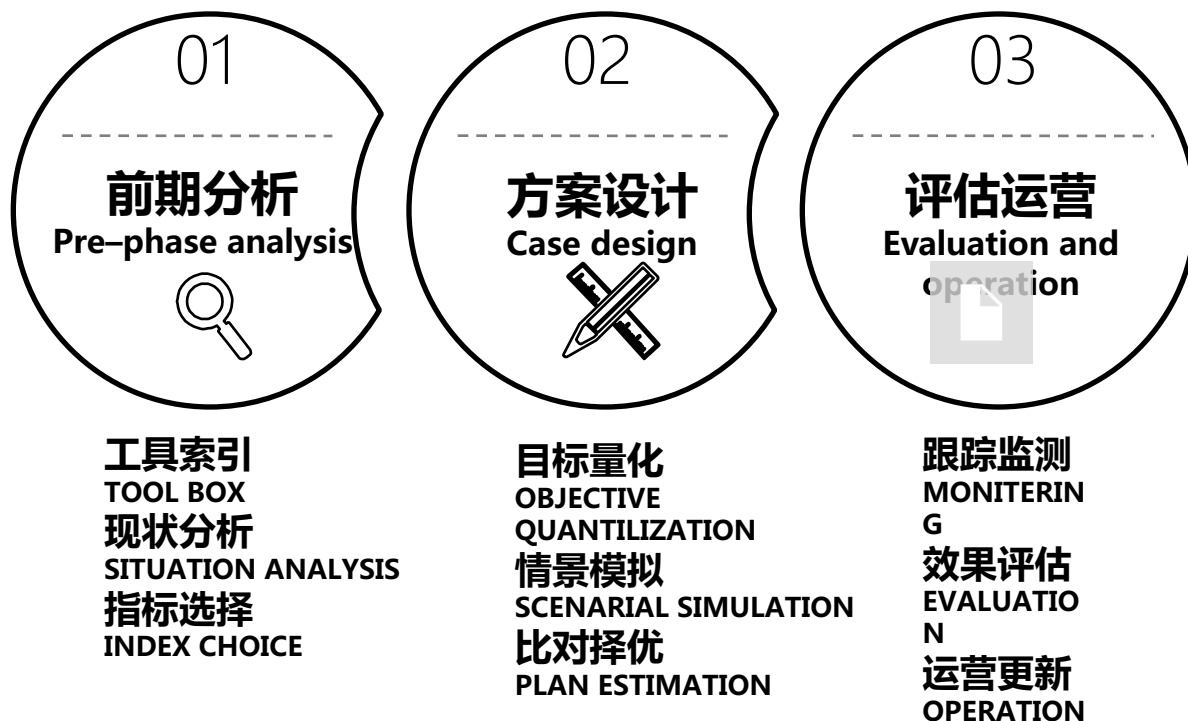 01
前期分析
Pre–phase analysis
工具索引
TOOL BOX
现状分析
SITUATION ANALYSIS
指标选择
INDEX CHOICE
02
方案设计
Case design
目标量化
OBJECTIVE
QUANTILIZATION
情景模拟
SCENARIAL SIMULATION
比对择优
PLAN ESTIMATION
03
评估运营
Evaluation and
operation
跟踪监测
MONITERIN
G
效果评估
EVALUATIO
N
运营更新
OPERATION